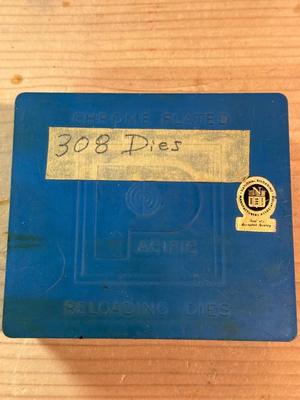 CHROME PLATED
308 Dies
PACIFIC
RELOADING DIES